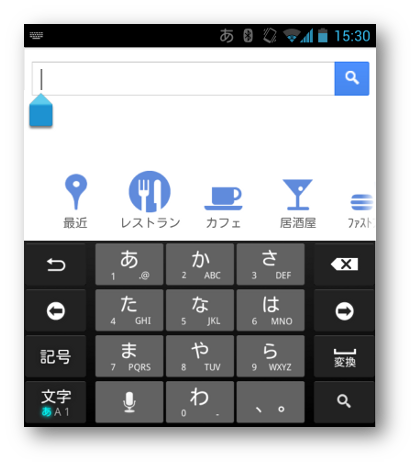 あ 15:30
最近 レストラン カフェ 居酒屋 ファスト
あ か さ
1 .@ 2 ABC 3 DEF
た な は
4 GHI 5 JKL 6 MNO
記号 ま や ら 変換
7 PQRS 8 TUV 9 WXYZ
文字 わ 、。
あA1 0 -